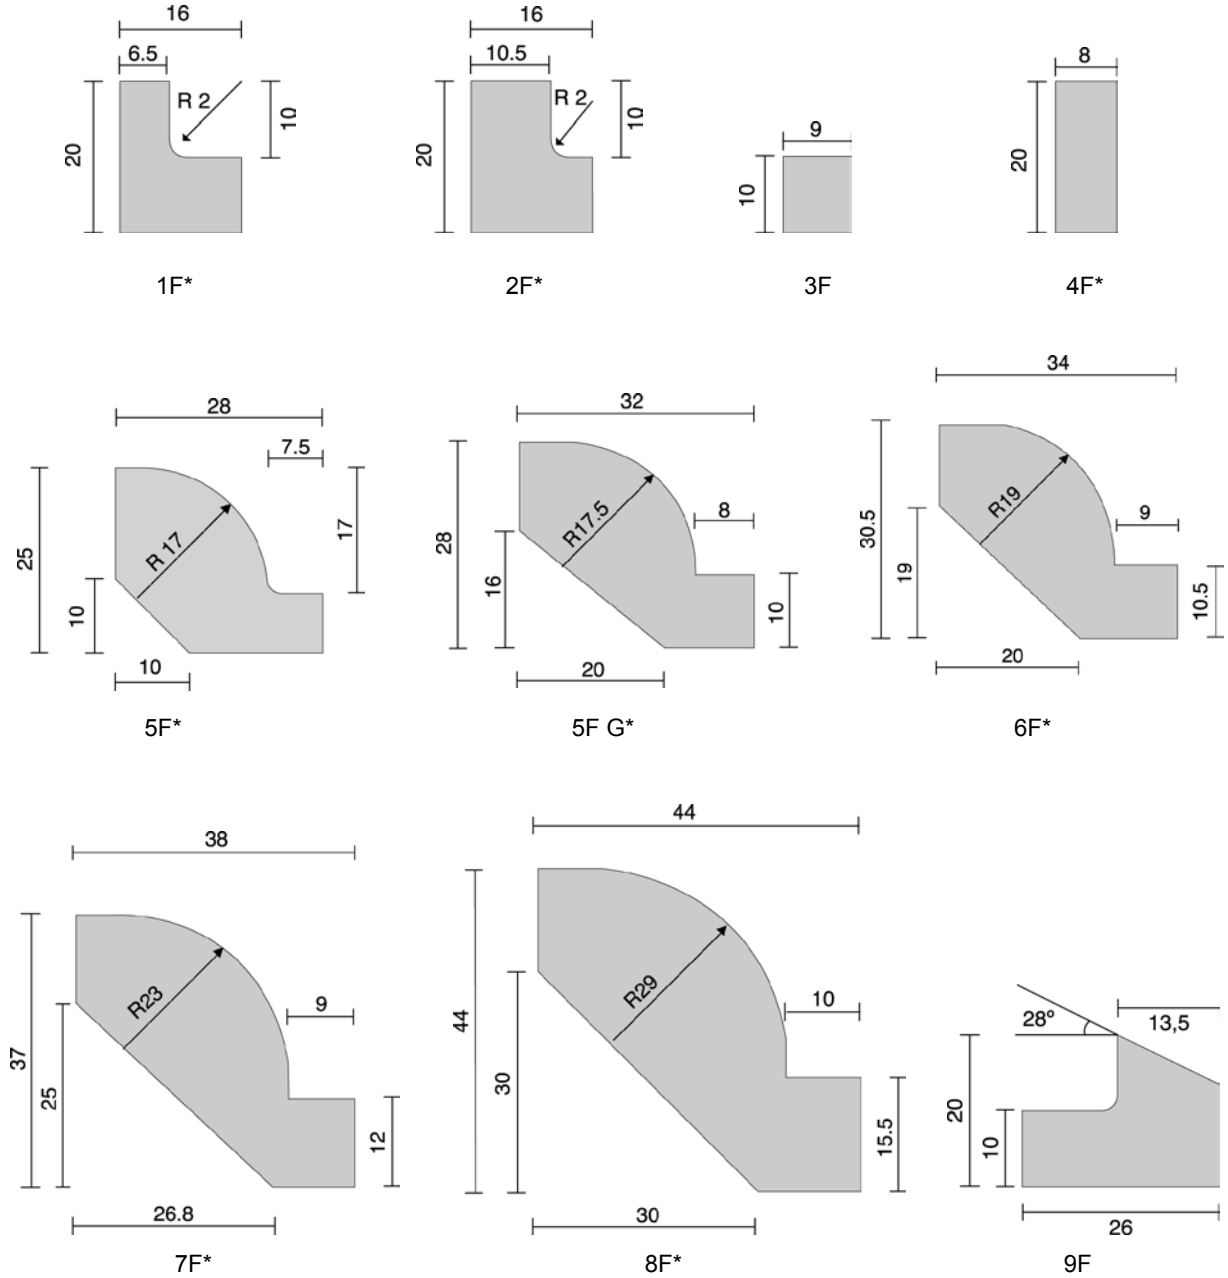 16 16
6.5 10.5 8
R 2 10 R 2 10
20 20 9 20
10
1F* 2F* 3F 4F*
28 32 34
7.5
25 R 17 17 28 R17.5 8 30.5 R19 9
10 16 10 19 10.5
10 20 20
5F* 5F G* 6F*
38 44
37 R23 9 44 R29 10 28º 13,5
25 12 30 15.5 20 10
26.8 30 26
7F* 8F* 9F